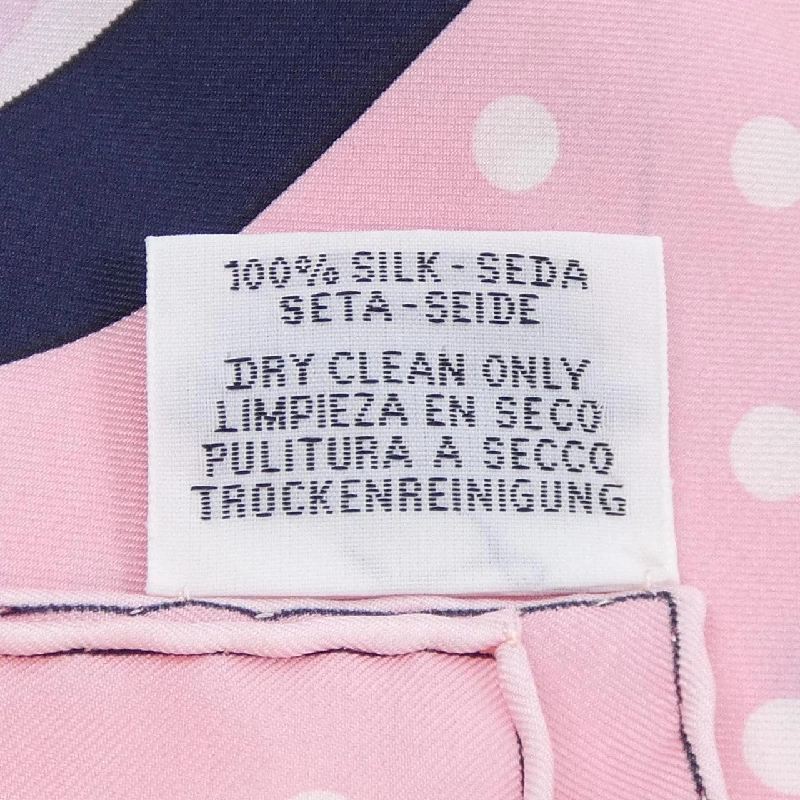 100% SILK-SEDA
SETA-SEIDE
DRY CLEAN ONLY
LIMPIEZA EN SECO
PULITURA A SECCO
TROCKENREINIGUNG